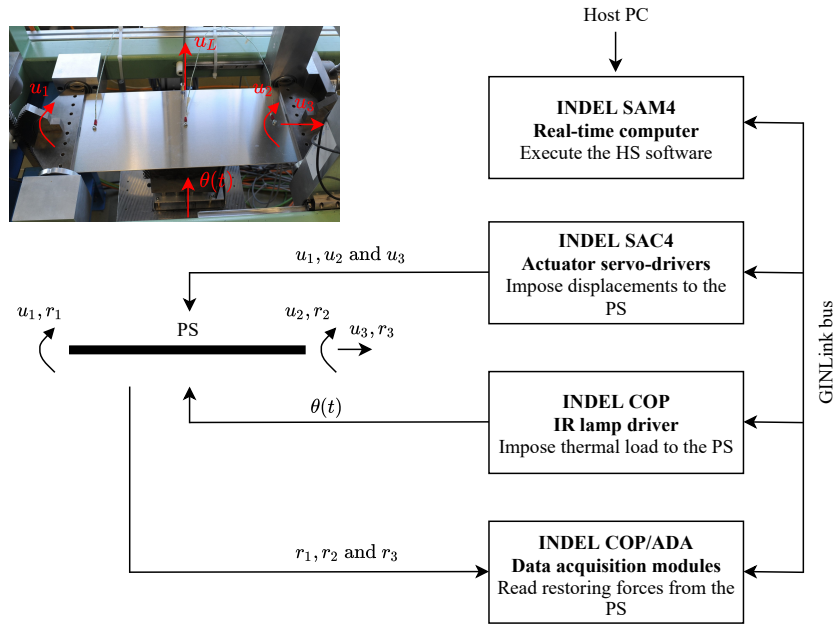 Host PC
INDEL SAM4
Real-time computer
Execute the HS software
u_L
u_1
u_2
u_3
θ(t)
INDEL SAC4
Actuator servo-drivers
Impose displacements to the
PS
u_1, u_2 and u_3
u_1, r_1
PS
u_2, r_2
u_3, r_3
GINLink bus
θ(t)
INDEL COP
IR lamp driver
Impose thermal load to the PS
r_1, r_2 and r_3
INDEL COP/ADA
Data acquisition modules
Read restoring forces from the
PS